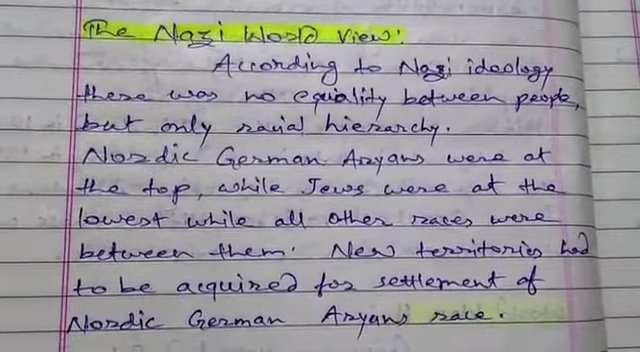 The Nazi World View:
According to Nazi ideology
there was no equality between people,
but only racial hierarchy.
Nordic German Aryans were at
the top, while Jews were at the
lowest while all other races were
between them. New territories had
to be acquired for settlement of
Nordic German Aryans race.